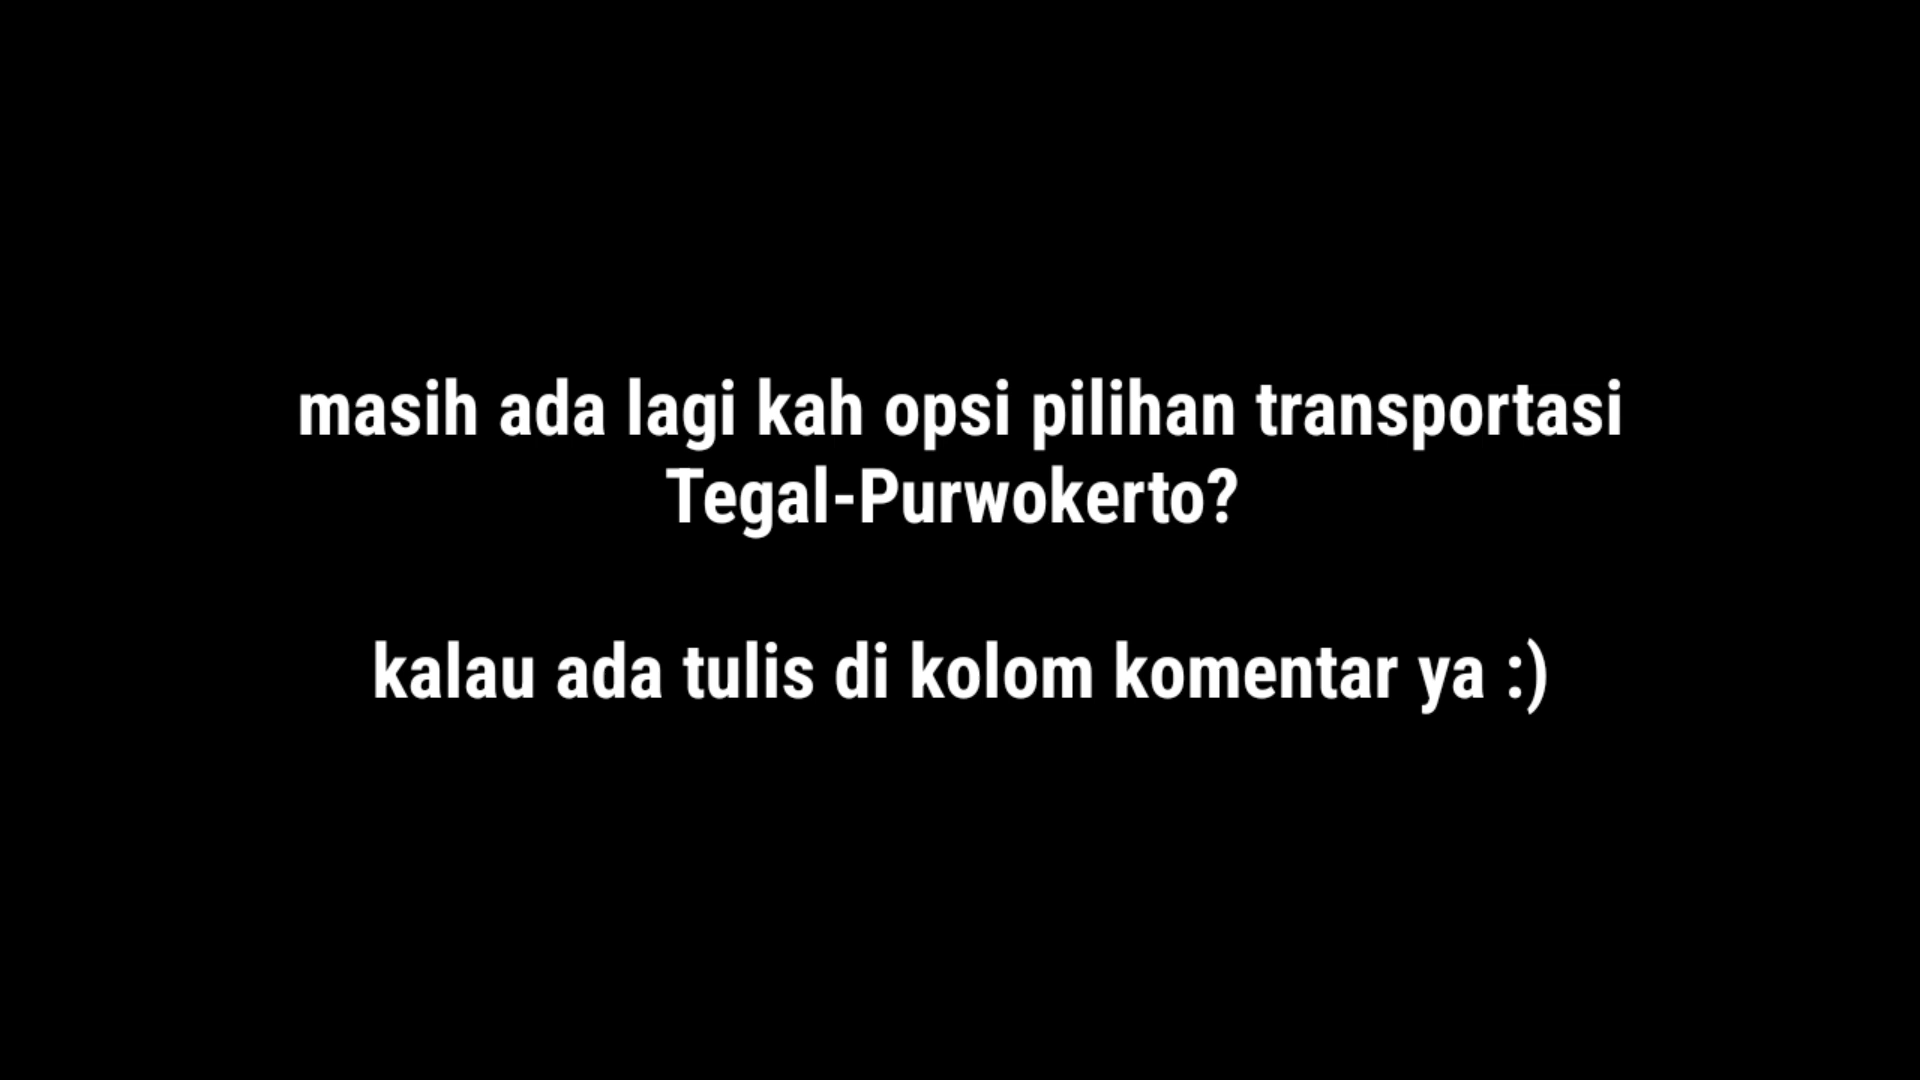 masih ada lagi kah opsi pilihan transportasi
Tegal-Purwokerto?
kalau ada tulis di kolom komentar ya :)